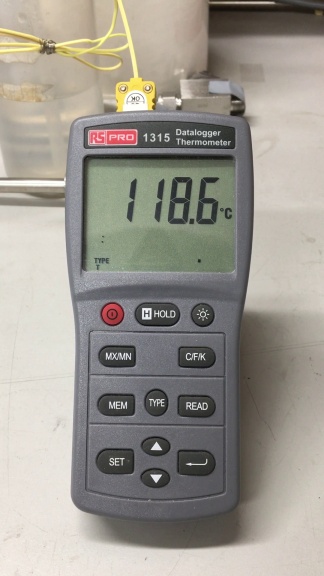 RS PRO 1315 Datalogger Thermometer
118.6 °C
TYPE
T
H HOLD
MX/MN C/F/K
MEM TYPE READ
SET